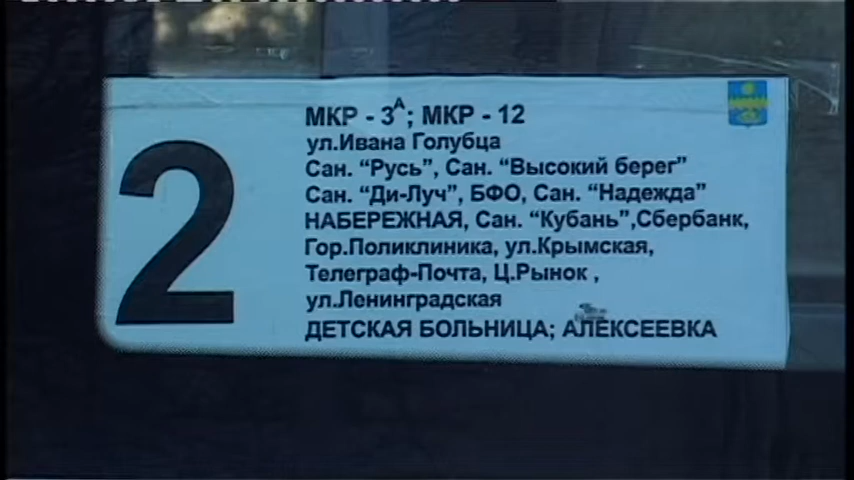 2
МКР - 3А; МКР - 12
ул.Ивана Голубца
Сан. “Русь”, Сан. “Высокий берег”
Сан. “Ди-Луч”, БФО, Сан. “Надежда”
НАБЕРЕЖНАЯ, Сан. “Кубань”,Сбербанк,
Гор.Поликлиника, ул.Крымская,
Телеграф-Почта, Ц.Рынок ,
ул.Ленинградская
ДЕТСКАЯ БОЛЬНИЦА; АЛЕКСЕЕВКА